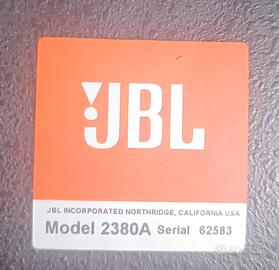 JBL
JBL INCORPORATED NORTHRIDGE, CALIFORNIA USA
Model 2380A Serial 62583